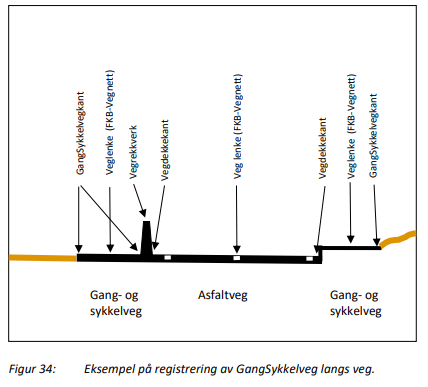 GangSykkelvegkant
Veglenke (FKB-Vegnett)
Vegrekkverk
Vegdekkekant
Veg lenke (FKB-Vegnett)
Vegdekkekant
Veglenke (FKB-Vegnett)
GangSykkelvegkant
Gang- og
sykkelveg
Asfaltveg
Gang- og
sykkelveg
Figur 34: Eksempel på registrering av GangSykkelveg langs veg.